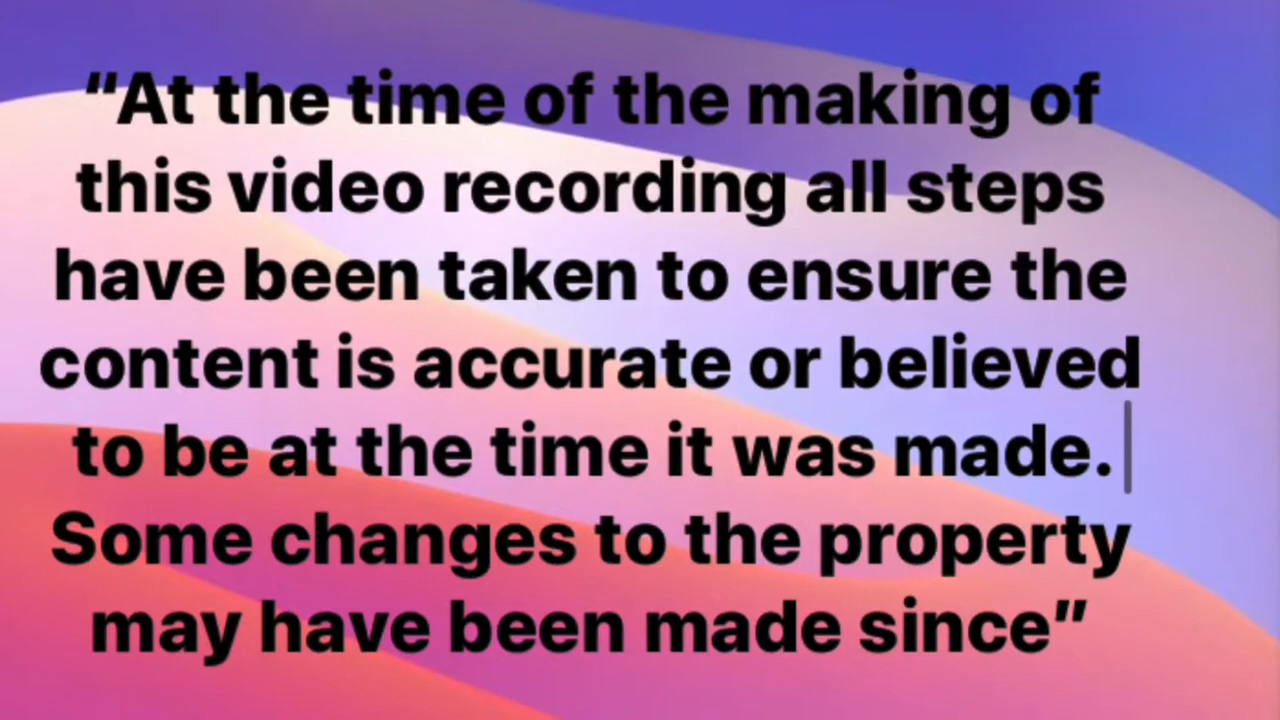 “At the time of the making of
this video recording all steps
have been taken to ensure the
content is accurate or believed
to be at the time it was made.
Some changes to the property
may have been made since”